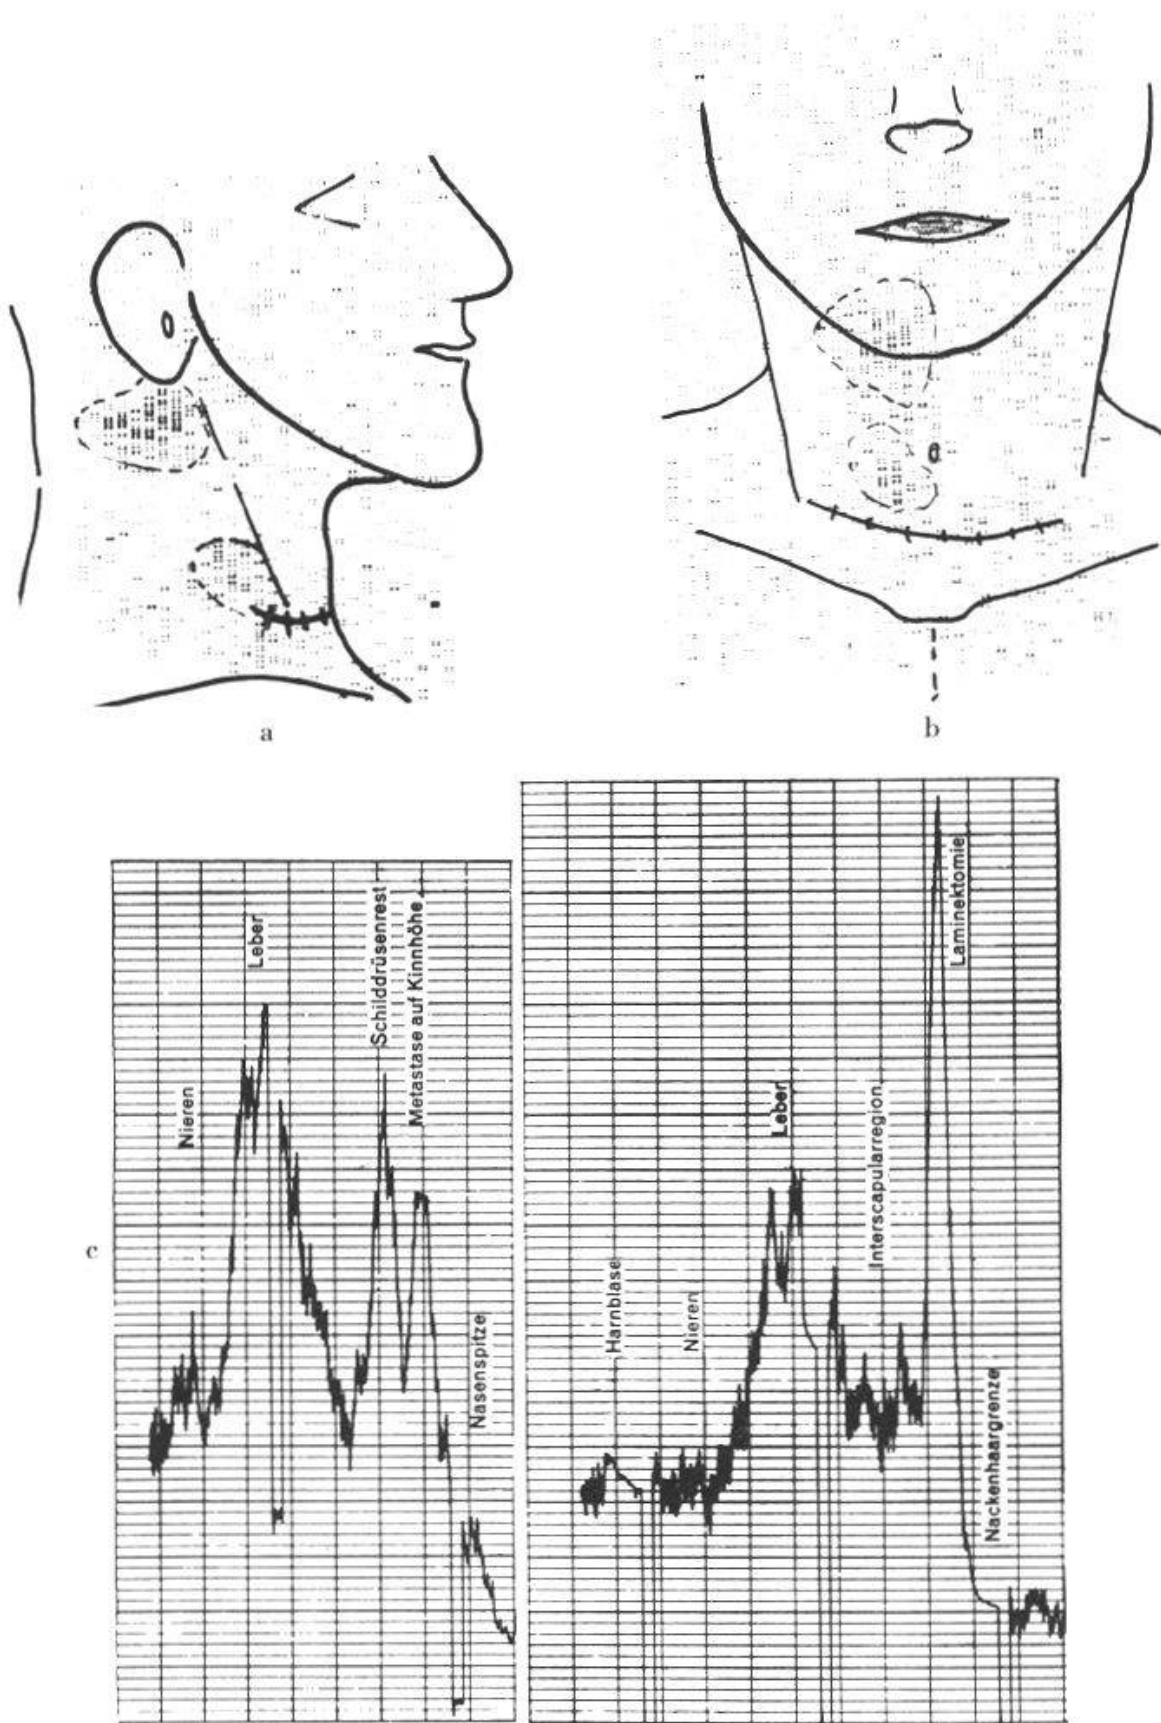 a
b
c
Nieren
Leber
Schilddrüsenrest
Metastase auf Kinnhöhe
Nasenspitze
Harnblase
Nieren
Leber
Interscapularregion
Laminektomie
Nackenhaargrenze